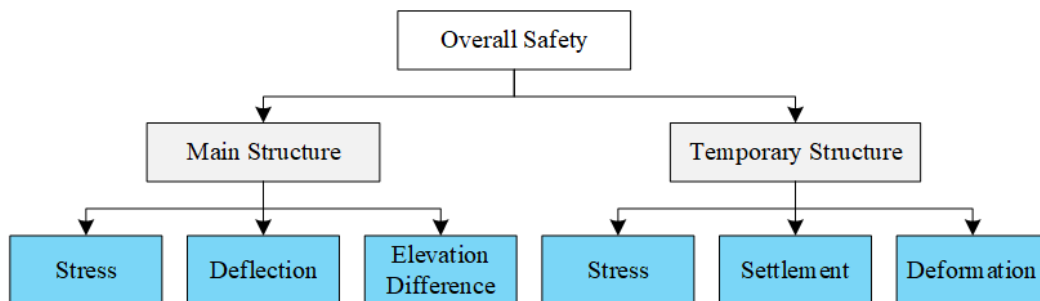 Overall Safety
Main Structure
Temporary Structure
Stress
Deflection
Elevation
Difference
Stress
Settlement
Deformation